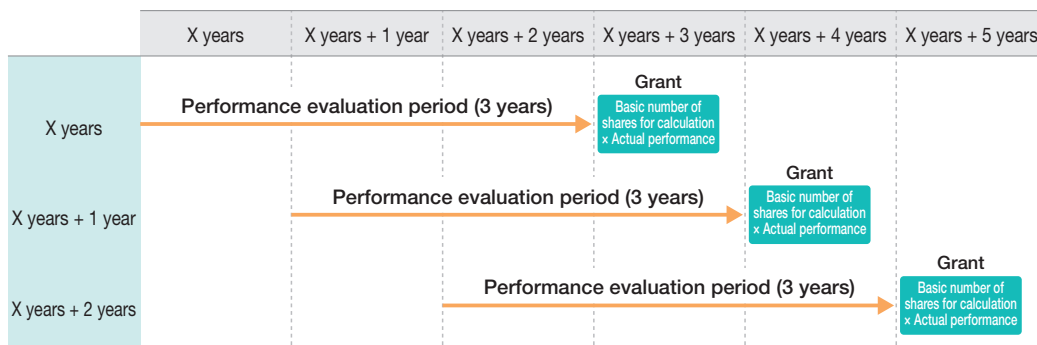 X years
X years + 1 year
X years + 2 years
X years + 3 years
X years + 4 years
X years + 5 years
X years
Performance evaluation period (3 years)
Grant
Basic number of
shares for calculation
× Actual performance
X years + 1 year
Performance evaluation period (3 years)
Grant
Basic number of
shares for calculation
× Actual performance
X years + 2 years
Performance evaluation period (3 years)
Grant
Basic number of
shares for calculation
× Actual performance